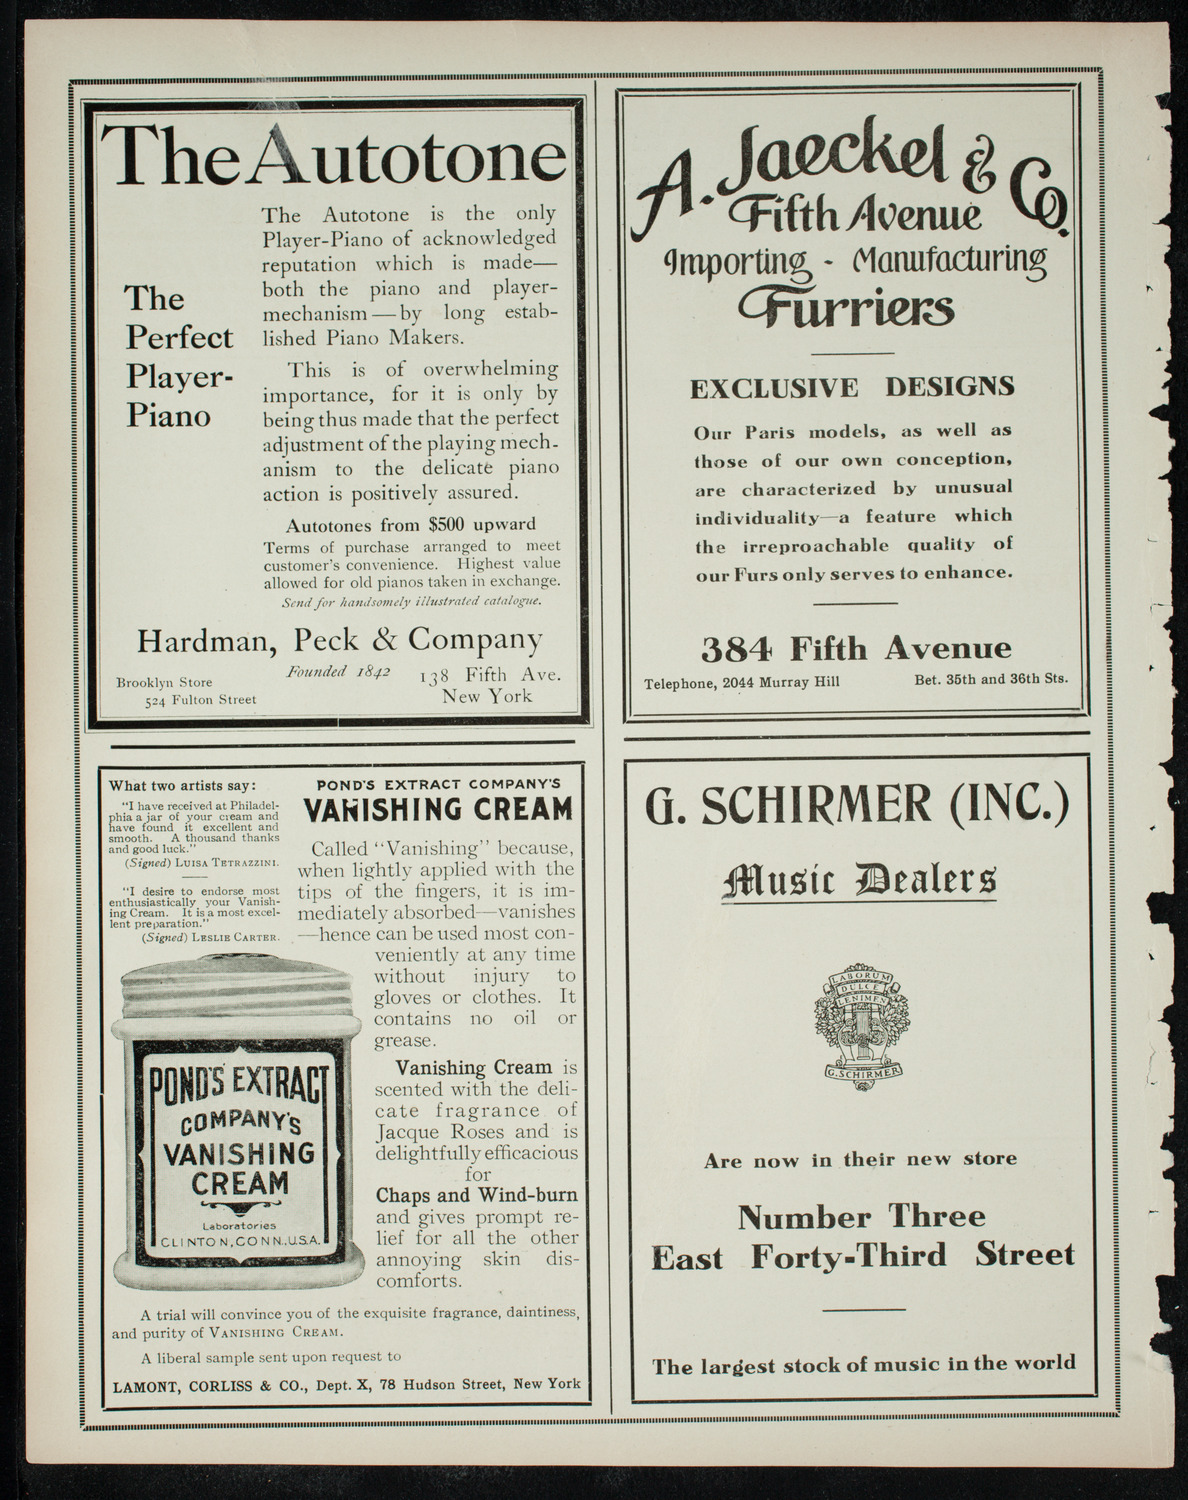 The Autotone
The
Perfect
Player-
Piano
The Autotone is the only
Player-Piano of acknowledged
reputation which is made—
both the piano and player-
mechanism—by long estab-
lished Piano Makers.
This is of overwhelming
importance, for it is only by
being thus made that the perfect
adjustment of the playing mech-
anism to the delicate piano
action is positively assured.
Autotones from $500 upward
Terms of purchase arranged to meet
customer's convenience. Highest value
allowed for old pianos taken in exchange.
Send for handsomely illustrated catalogue.
Hardman, Peck & Company
Founded 1842
Brooklyn Store
524 Fulton Street
138 Fifth Ave.
New York
A. Jaeckel & Co.
Fifth Avenue
Importing - Manufacturing
Furriers
EXCLUSIVE DESIGNS
Our Paris models, as well as
those of our own conception,
are characterized by unusual
individuality—a feature which
the irreproachable quality of
our Furs only serves to enhance.
384 Fifth Avenue
Telephone, 2044 Murray Hill Bet. 35th and 36th Sts.
What two artists say:
"I have received at Philadel-
phia a jar of your cream and
have found it excellent and
smooth. A thousand thanks
and good luck."
(Signed) LUISA TETRAZZINI.
"I desire to endorse most
enthusiastically your Vanish-
ing Cream. It is a most excel-
lent preparation."
(Signed) LESLIE CARTER.
POND'S EXTRACT COMPANY'S
VANISHING CREAM
Called "Vanishing" because,
when lightly applied with the
tips of the fingers, it is im-
mediately absorbed—vanishes
—hence can be used most con-
veniently at any time
without injury to
gloves or clothes. It
contains no oil or
grease.
Vanishing Cream is
scented with the deli-
cate fragrance of
Jacque Roses and is
delightfully efficacious
for
Chaps and Wind-burn
and gives prompt re-
lief for all the other
annoying skin dis-
comforts.
POND'S EXTRACT
COMPANY'S
VANISHING
CREAM
Laboratories
CLINTON, CONN., U.S.A.
A trial will convince you of the exquisite fragrance, daintiness,
and purity of VANISHING CREAM.
A liberal sample sent upon request to
LAMONT, CORLISS & CO., Dept. X, 78 Hudson Street, New York
G. SCHIRMER (INC.)
Music Dealers
LABORUM
DULCE
LENIMEN
G. SCHIRMER
Are now in their new store
Number Three
East Forty-Third Street
The largest stock of music in the world